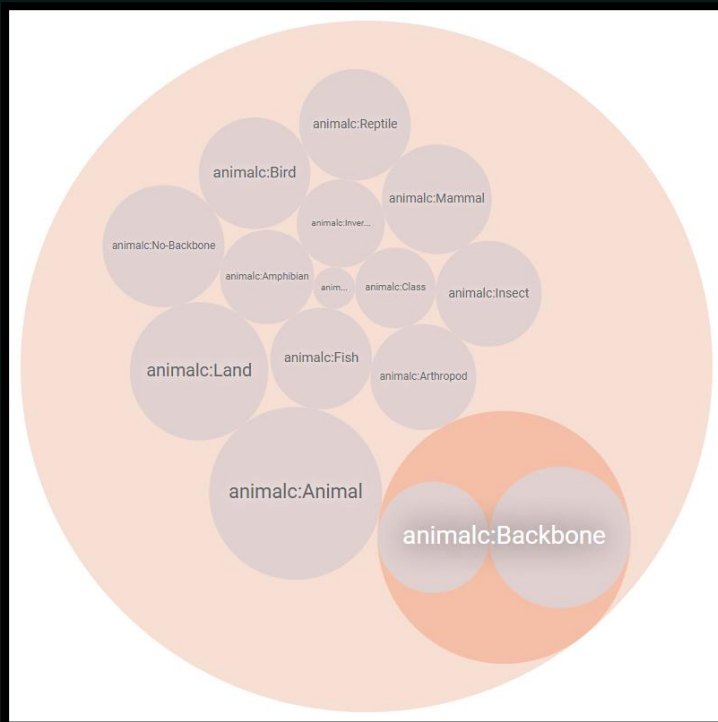 animalc:Reptile
animalc:Bird
animalc:Mammal
animalc:Inver...
animalc:No-Backbone
animalc:Amphibian
anim...
animalc:Class
animalc:Insect
animalc:Fish
animalc:Land
animalc:Arthropod
animalc:Animal
animalc:Backbone